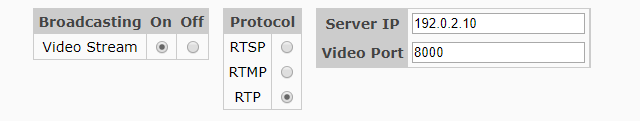 Broadcasting On Off
Video Stream
Protocol
RTSP
RTMP
RTP
Server IP 192.0.2.10
Video Port 8000